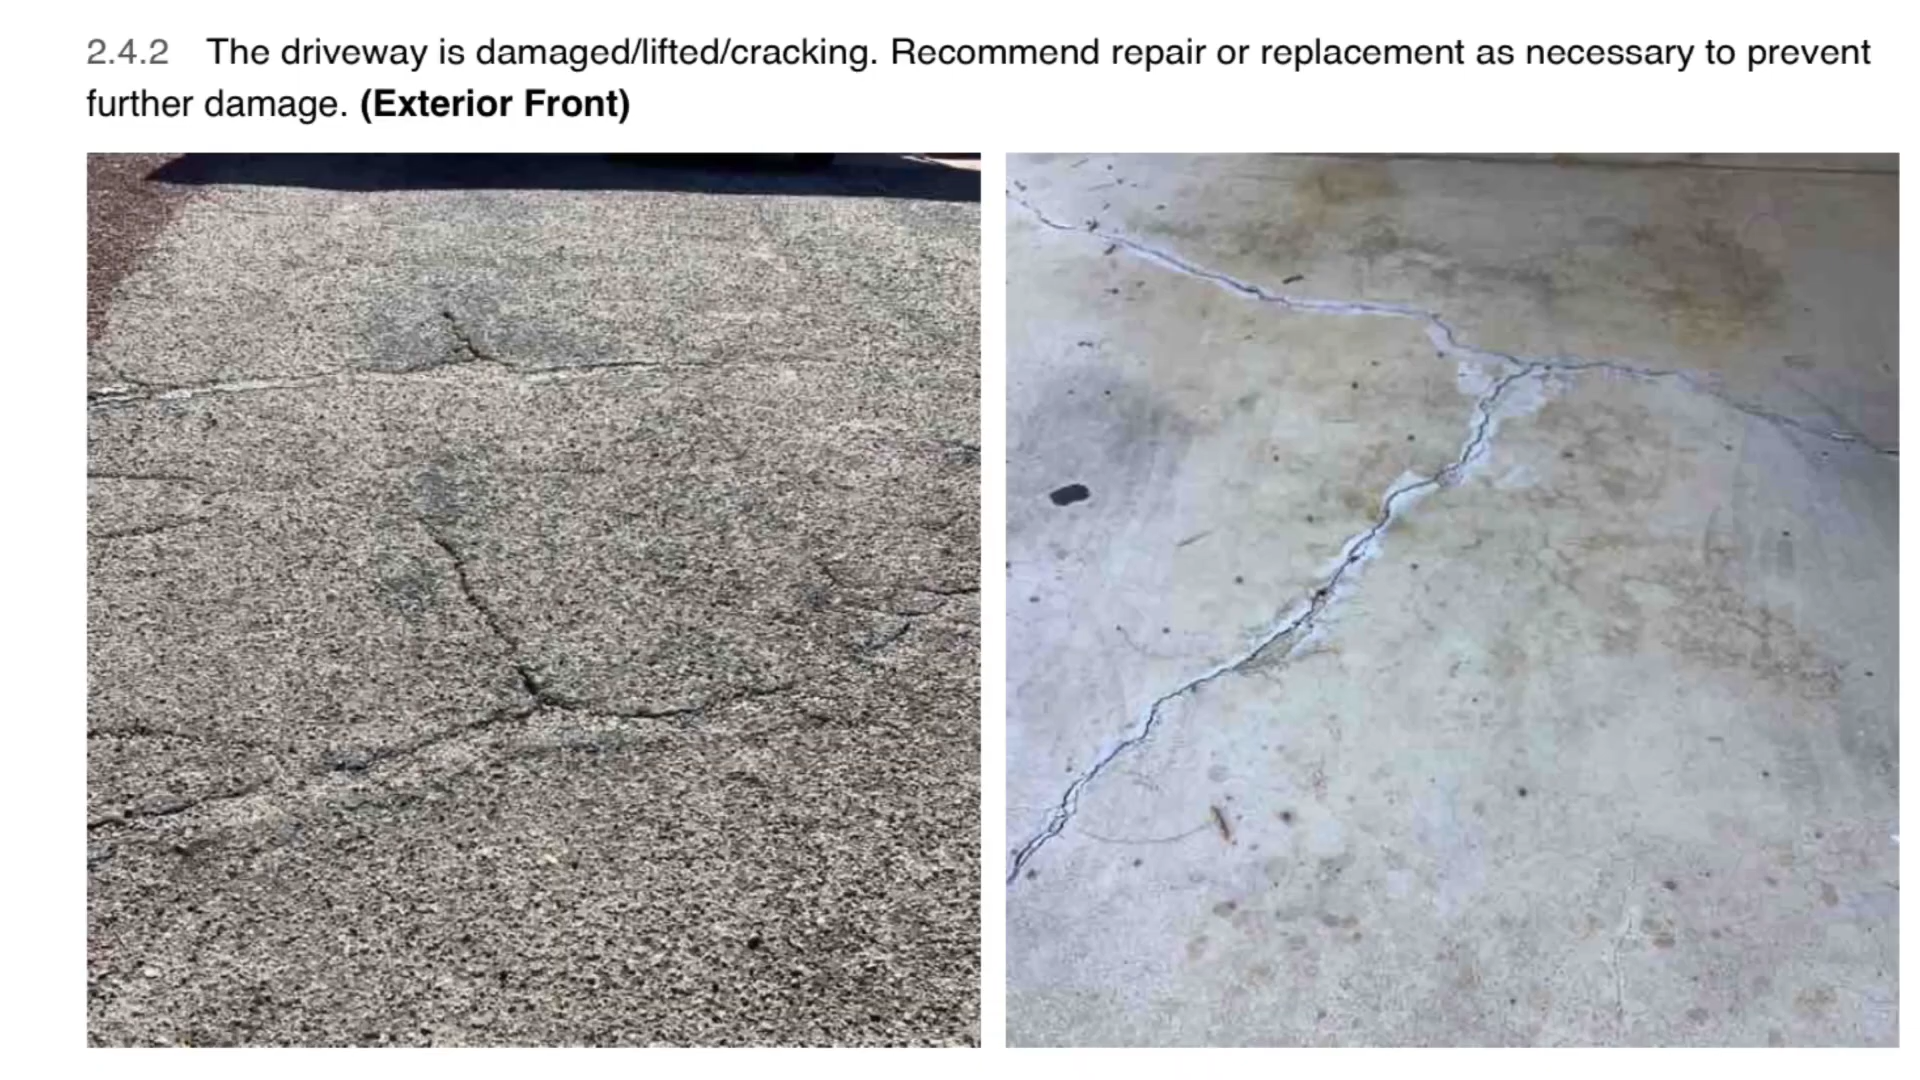 2.4.2 The driveway is damaged/lifted/cracking. Recommend repair or replacement as necessary to prevent
further damage. (Exterior Front)